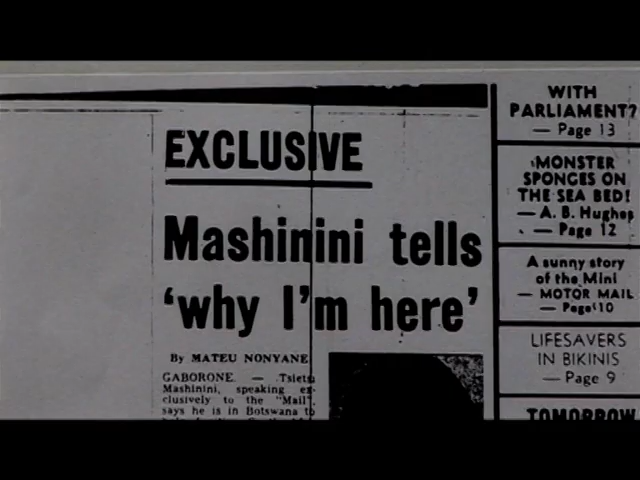 EXCLUSIVE
Mashinini tells
'why I'm here'
By MATEU NONYANE
GABORONE. — Tsietsi
Mashinini, speaking ex-
clusively to the "Mail",
says he is in Botswana to
WITH
PARLIAMENT?
— Page 13
MONSTER
SPONGES ON
THE SEA BED!
— A. B. Hughes
— Page 12
A sunny story
of the Mini
— MOTOR MAIL
— Page 10
LIFESAVERS
IN BIKINIS
— Page 9
TOMORROW